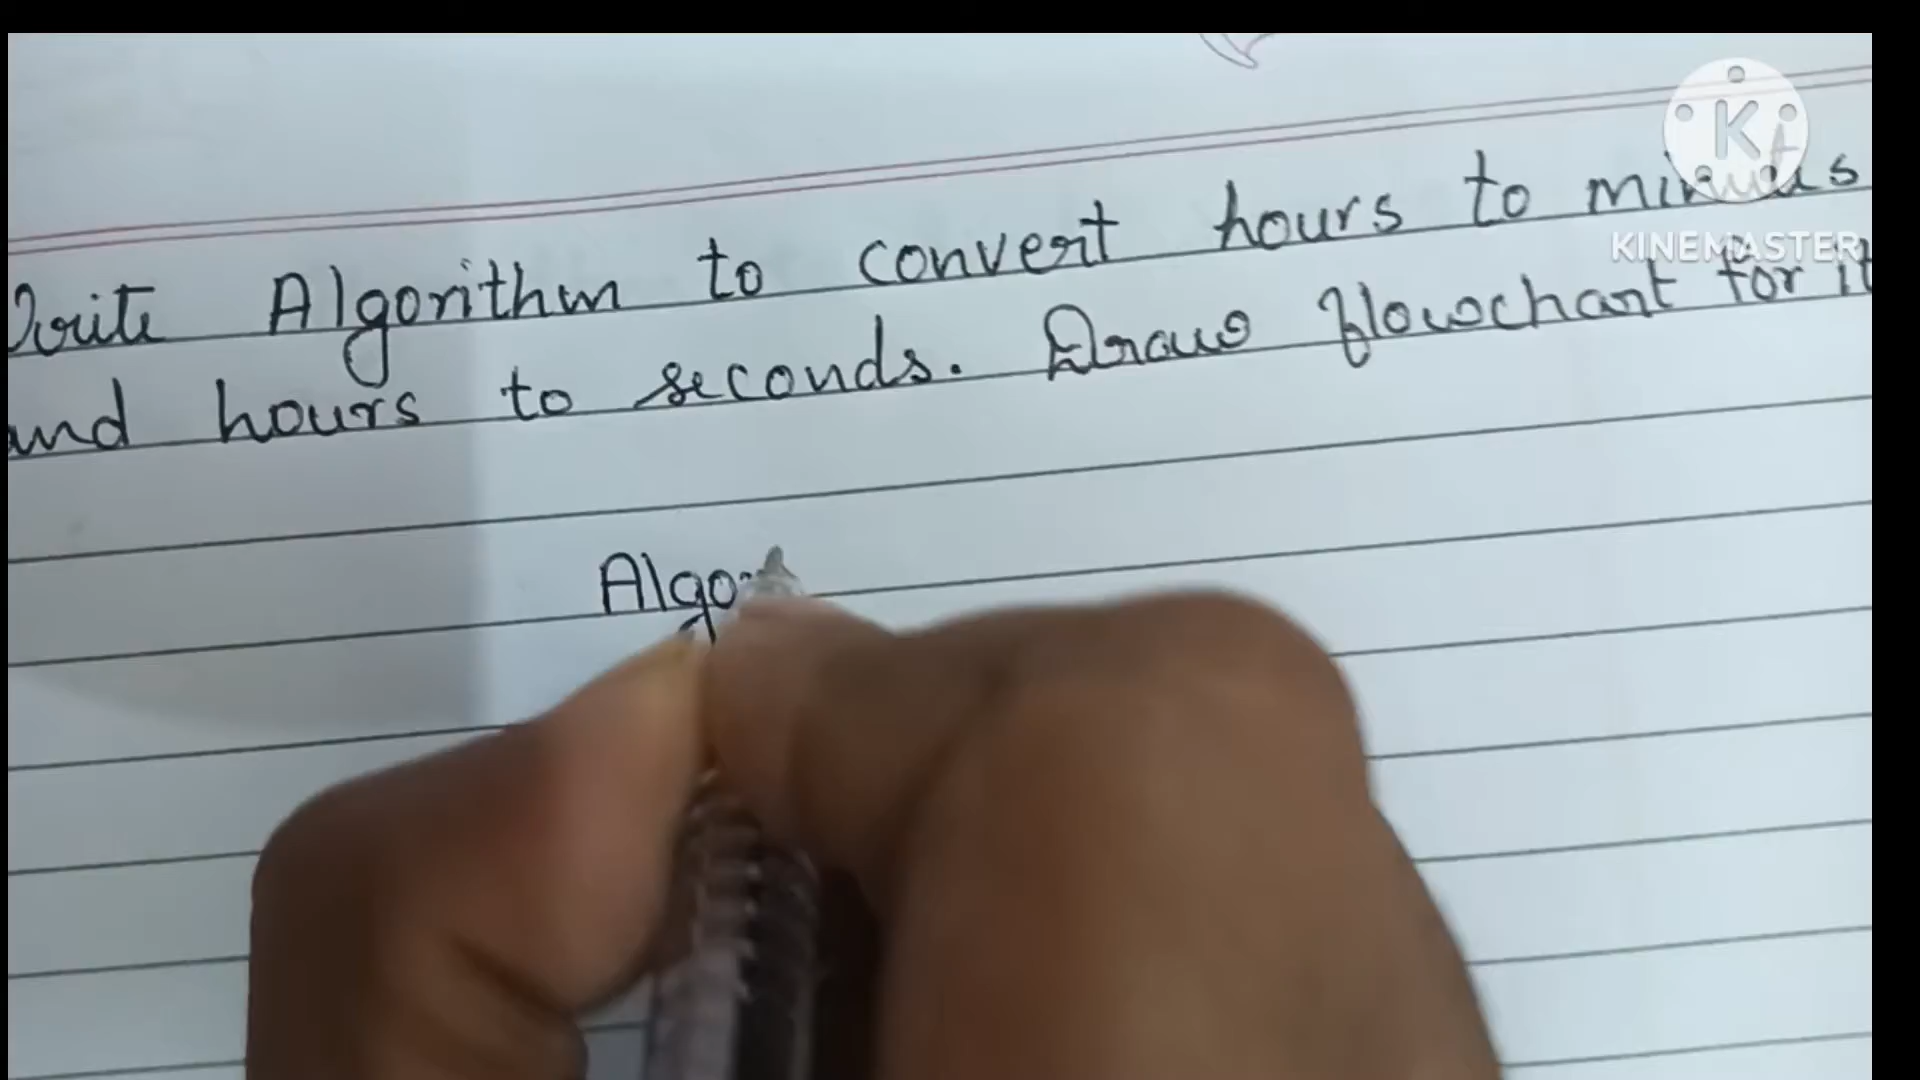 Write Algorithm to convert hours to minutes
and hours to seconds. Draw flowchart for it
Algo
K
KINEMASTER